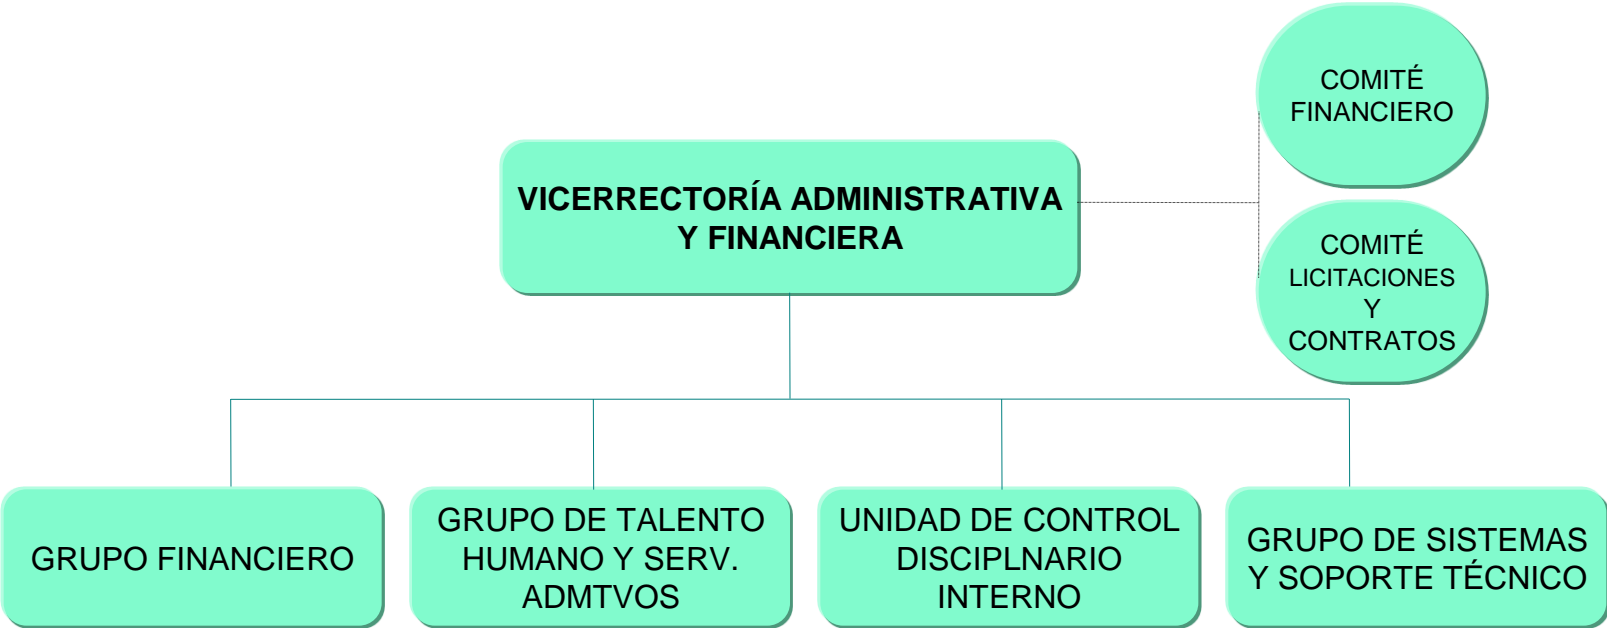 COMITÉ
FINANCIERO
VICERRECTORÍA ADMINISTRATIVA
Y FINANCIERA
COMITÉ
LICITACIONES
Y
CONTRATOS
GRUPO FINANCIERO
GRUPO DE TALENTO
HUMANO Y SERV.
ADMTVOS
UNIDAD DE CONTROL
DISCIPLNARIO
INTERNO
GRUPO DE SISTEMAS
Y SOPORTE TÉCNICO